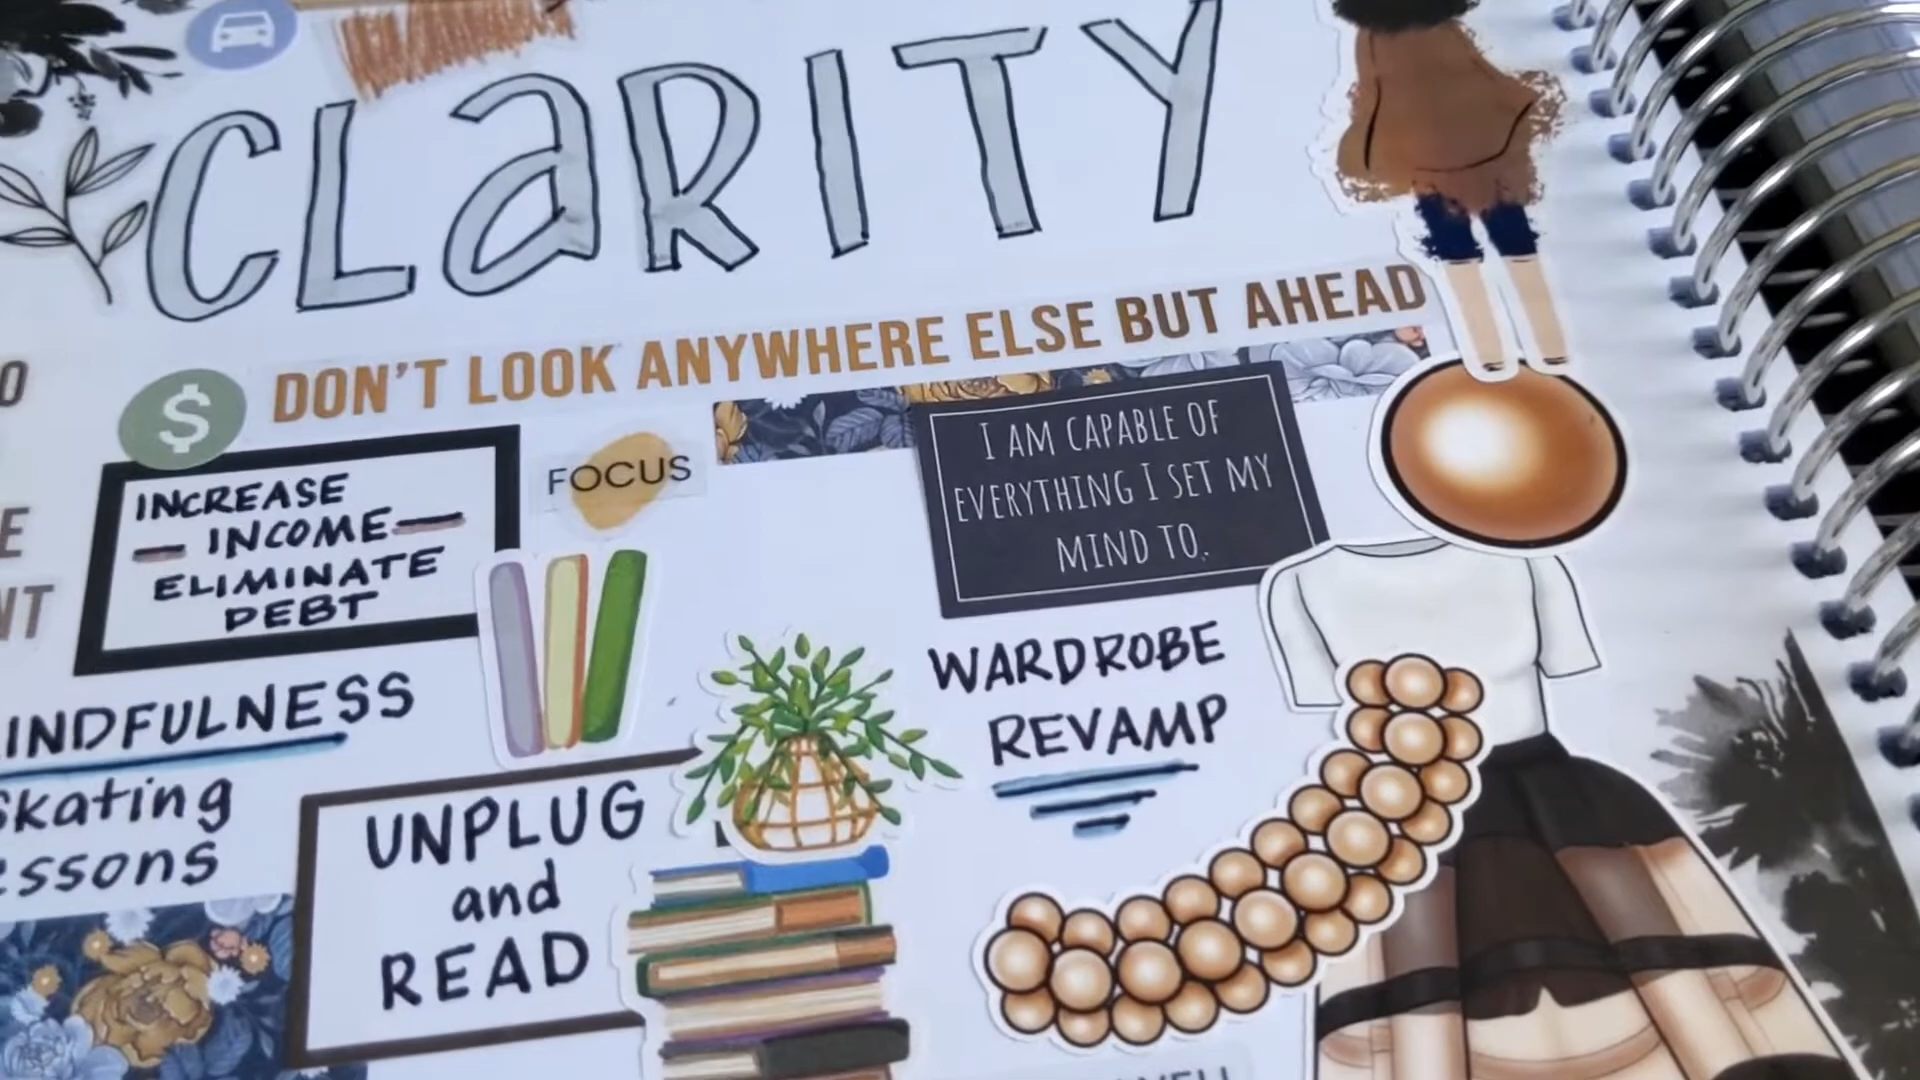 CLaRITY
DON'T LOOK ANYWHERE ELSE BUT AHEAD
$
INCREASE
INCOME
ELIMINATE
DEBT
FOCUS
I AM CAPABLE OF
EVERYTHING I SET MY
MIND TO.
WARDROBE
REVAMP
INDFULNESS
skating
essons
UNPLUG
and
READ